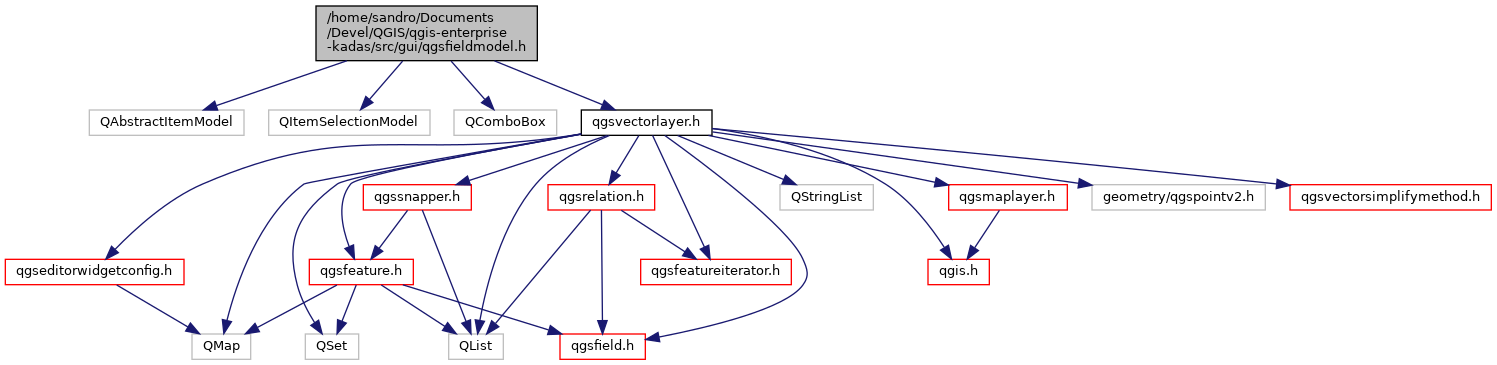 /home/sandro/Documents
/Devel/QGIS/qgis-enterprise
-kadas/src/gui/qgsfieldmodel.h
QAbstractItemModel
QItemSelectionModel
QComboBox
qgsvectorlayer.h
qgssnapper.h
qgsrelation.h
QStringList
qgsmaplayer.h
geometry/qgspointv2.h
qgsvectorsimplifymethod.h
qgseditorwidgetconfig.h
qgsfeature.h
qgsfeatureiterator.h
qgis.h
QMap
QSet
QList
qgsfield.h